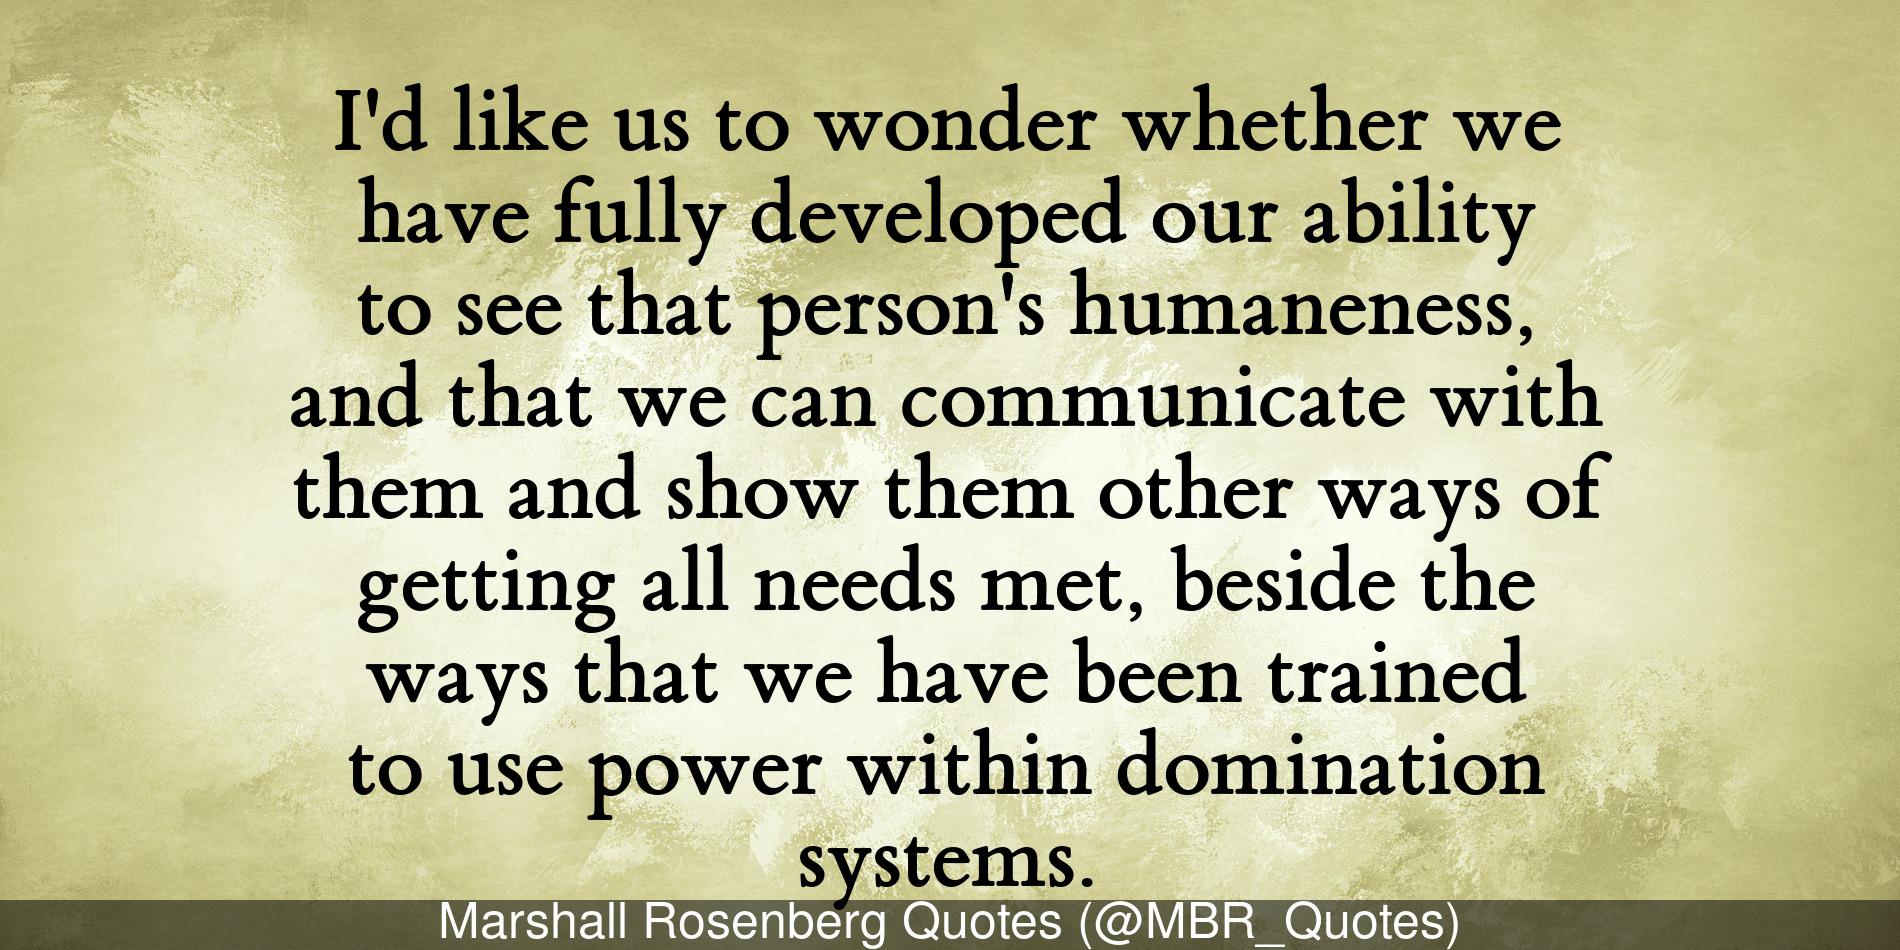 I'd like us to wonder whether we
have fully developed our ability
to see that person's humaneness,
and that we can communicate with
them and show them other ways of
getting all needs met, beside the
ways that we have been trained
to use power within domination
systems.
Marshall Rosenberg Quotes (@MBR_Quotes)